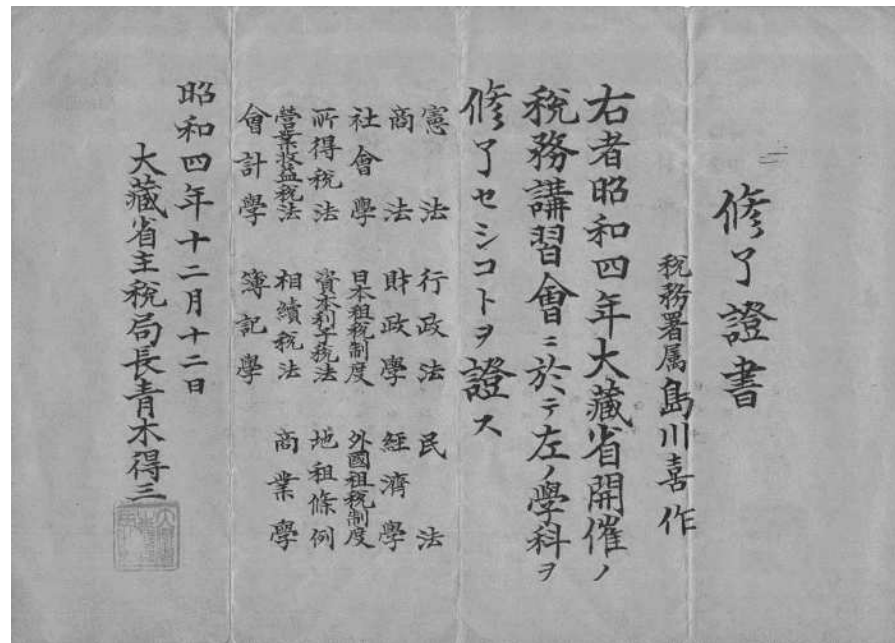 修了證書
税務署属島川喜作
右者昭和四年大藏省開催ノ
税務講習會ニ於テ左ノ學科ヲ
修了セシコトヲ證ス
憲法 行政法 民法
商法 財政學 經濟學
社會學 日本租税制度 外國租税制度
所得税法 資本利子税法 地租條例
營業收益税法 相續税法 商業學
會計學 簿記學
昭和四年十二月十二日
大藏省主税局長青木得三